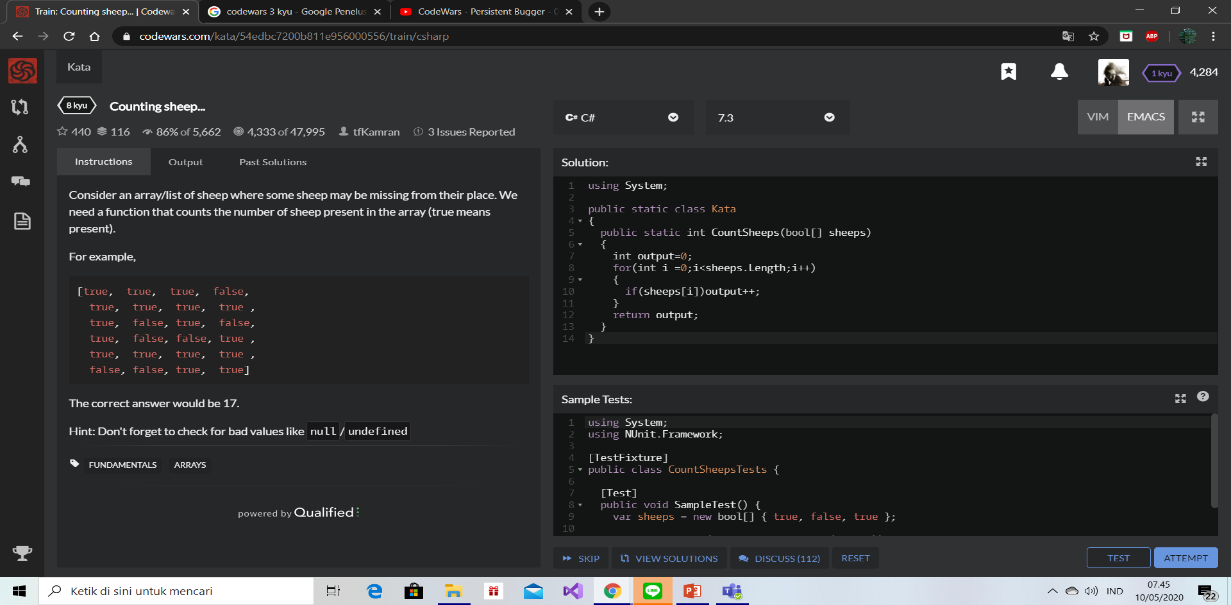 Train: Counting sheep... | Codewa
codewars 3 kyu - Google Penelus
CodeWars - Persistent Bugger - C
codewars.com/kata/54edbc7200b811e956000556/train/csharp
ABP
Kata
1 kyu
4,284
8 kyu
Counting sheep...
440 116 86% of 5,662 4,333 of 47,995 tfKamran 3 Issues Reported
C# C#
7.3
VIM
EMACS
Instructions
Output
Past Solutions
Consider an array/list of sheep where some sheep may be missing from their place. We
need a function that counts the number of sheep present in the array (true means
present).
For example,
[true, true, true, false,
true, true, true, true ,
true, false, true, false,
true, false, false, true ,
true, true, true, true ,
false, false, true, true]
The correct answer would be 17.
Hint: Don't forget to check for bad values like null/undefined
FUNDAMENTALS ARRAYS
powered by Qualified
Solution:
1 using System;
2
3 public static class Kata
4 {
5 public static int CountSheeps(bool[] sheeps)
6 {
7 int output=0;
8 for(int i =0;i<sheeps.Length;i++)
9 {
10 if(sheeps[i])output++;
11 }
12 return output;
13 }
14 }
Sample Tests:
1 using System;
2 using NUnit.Framework;
3
4 [TestFixture]
5 public class CountSheepsTests {
6
7 [Test]
8 public void SampleTest() {
9 var sheeps = new bool[] { true, false, true };
10
SKIP
VIEW SOLUTIONS
DISCUSS (112)
RESET
TEST
ATTEMPT
Ketik di sini untuk mencari
IND
07.45
10/05/2020
22